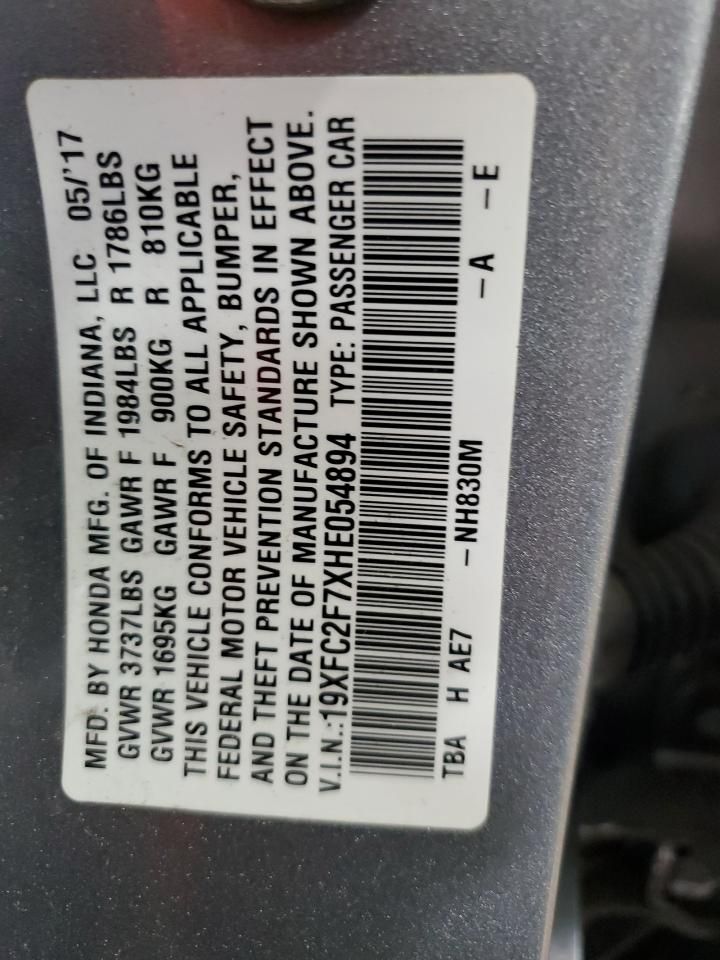 MFD. BY HONDA MFG. OF INDIANA, LLC 05/'17
GVWR 3737LBS GAWR F 1984LBS R 1786LBS
GVWR 1695KG GAWR F 900KG R 810KG
THIS VEHICLE CONFORMS TO ALL APPLICABLE
FEDERAL MOTOR VEHICLE SAFETY, BUMPER,
AND THEFT PREVENTION STANDARDS IN EFFECT
ON THE DATE OF MANUFACTURE SHOWN ABOVE.
V.I.N.:19XFC2F7XHE054894 TYPE: PASSENGER CAR
TBA H AE7 -NH830M -A -E